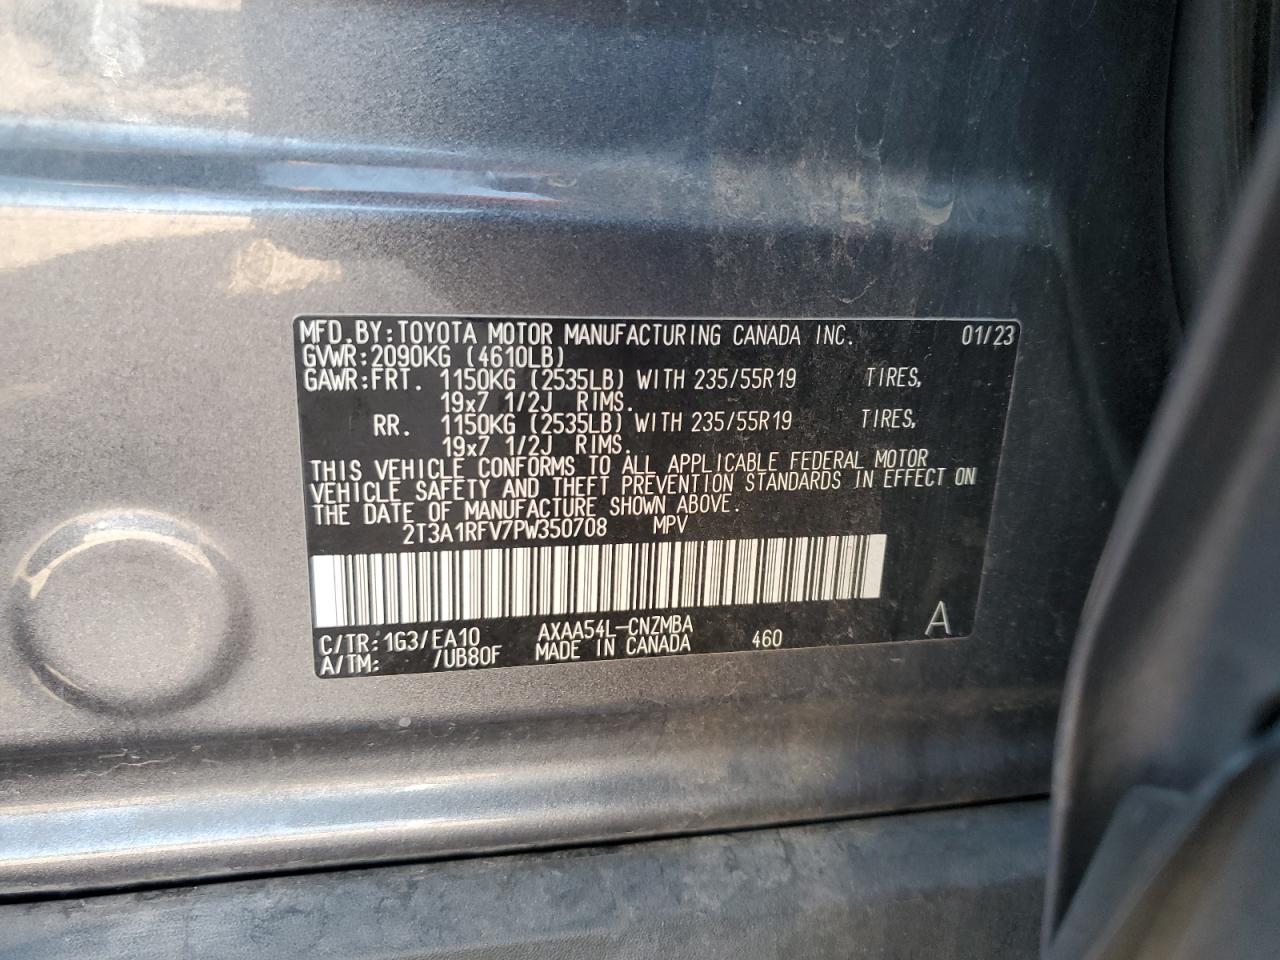 MFD.BY:TOYOTA MOTOR MANUFACTURING CANADA INC. 01/23
GVWR:2090KG (4610LB)
GAWR:FRT. 1150KG (2535LB) WITH 235/55R19 TIRES,
19x7 1/2J RIMS.
RR. 1150KG (2535LB) WITH 235/55R19 TIRES,
19x7 1/2J RIMS.
THIS VEHICLE CONFORMS TO ALL APPLICABLE FEDERAL MOTOR
VEHICLE SAFETY AND THEFT PREVENTION STANDARDS IN EFFECT ON
THE DATE OF MANUFACTURE SHOWN ABOVE.
2T3A1RFV7PW350708 MPV
C/TR:1G3/EA10 AXAA54L-CNZMBA 460 A
A/TM: /UB80F MADE IN CANADA